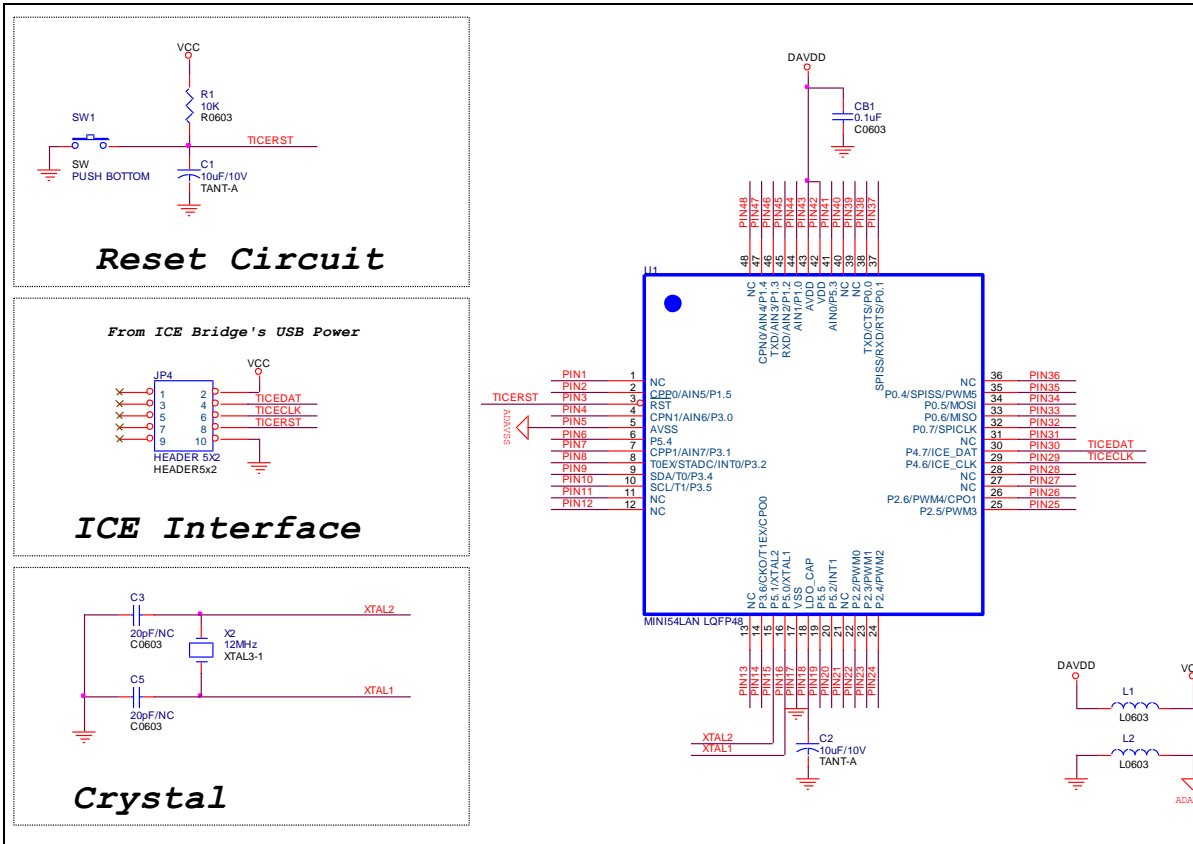 VCC
R1
10K
R0603
SW1
TICERST
SW
PUSH BOTTOM
C1
10uF/10V
TANT-A
Reset Circuit
From ICE Bridge's USB Power
VCC
JP4
1 2
3 4 TICEDAT
5 6 TICECLK
7 8 TICERST
9 10
HEADER 5X2
HEADER5x2
ICE Interface
C3
20pF/NC
C0603
XTAL2
X2
12MHz
XTAL3-1
C5
20pF/NC
C0603
XTAL1
Crystal
DAVDD
CB1
0.1uF
C0603
PIN48
PIN47
PIN46
PIN45
PIN44
PIN43
PIN42
PIN41
PIN40
PIN39
PIN38
PIN37
48
47
46
45
44
43
42
41
40
39
38
37
U1
NC
CPN0/AIN4/P1.4
TXD/AIN3/P1.3
RXD/AIN2/P1.2
AIN1/P1.0
AVDD
VDD
AIN0/P5.3
NC
NC
TXD/CTS/P0.0
SPISS/RXD/RTS/P0.1
PIN1 1 NC
PIN2 2 CPP0/AIN5/P1.5
TICERST PIN3 3 RST
PIN4 4 CPN1/AIN6/P3.0
ADAVSS PIN5 5 AVSS
PIN6 6 P5.4
PIN7 7 CPP1/AIN7/P3.1
PIN8 8 T0EX/STADC/INT0/P3.2
PIN9 9 SDA/T0/P3.4
PIN10 10 SCL/T1/P3.5
PIN11 11 NC
PIN12 12 NC
NC 36 PIN36
P0.4/SPISS/PWM5 35 PIN35
P0.5/MOSI 34 PIN34
P0.6/MISO 33 PIN33
P0.7/SPICLK 32 PIN32
NC 31 PIN31
P4.7/ICE_DAT 30 PIN30 TICEDAT
P4.6/ICE_CLK 29 PIN29 TICECLK
NC 28 PIN28
NC 27 PIN27
P2.6/PWM4/CPO1 26 PIN26
P2.5/PWM3 25 PIN25
NC
P3.6/CKO/T1EX/CPO0
P5.1/XTAL2
P5.0/XTAL1
VSS
LDO_CAP
P5.5
P5.2/INT1
NC
P2.2/PWM0
P2.3/PWM1
P2.4/PWM2
MINI54LAN LQFP48
13
14
15
16
17
18
19
20
21
22
23
24
PIN13
PIN14
PIN15
PIN16
PIN17
PIN18
PIN19
PIN20
PIN21
PIN22
PIN23
PIN24
XTAL2
XTAL1
C2
10uF/10V
TANT-A
DAVDD
L1
L0603
L2
L0603